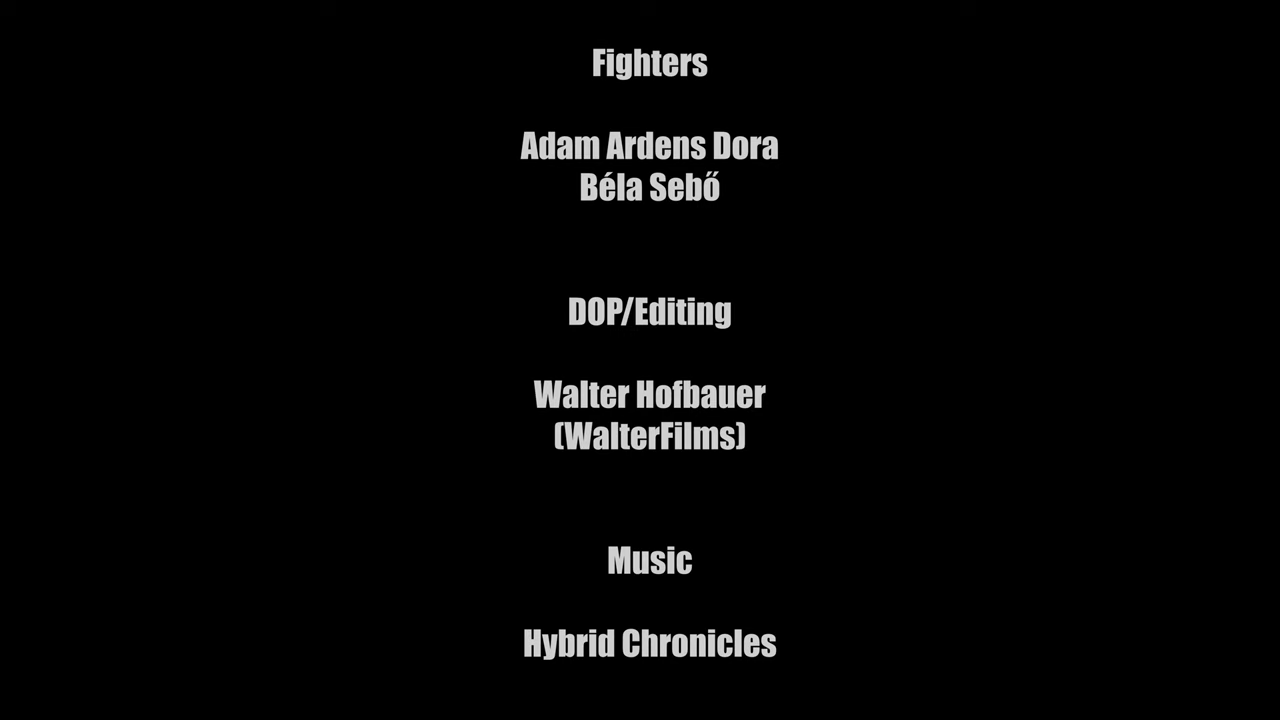 Fighters
Adam Ardens Dora
Béla Sebő
DOP/Editing
Walter Hofbauer
(WalterFilms)
Music
Hybrid Chronicles